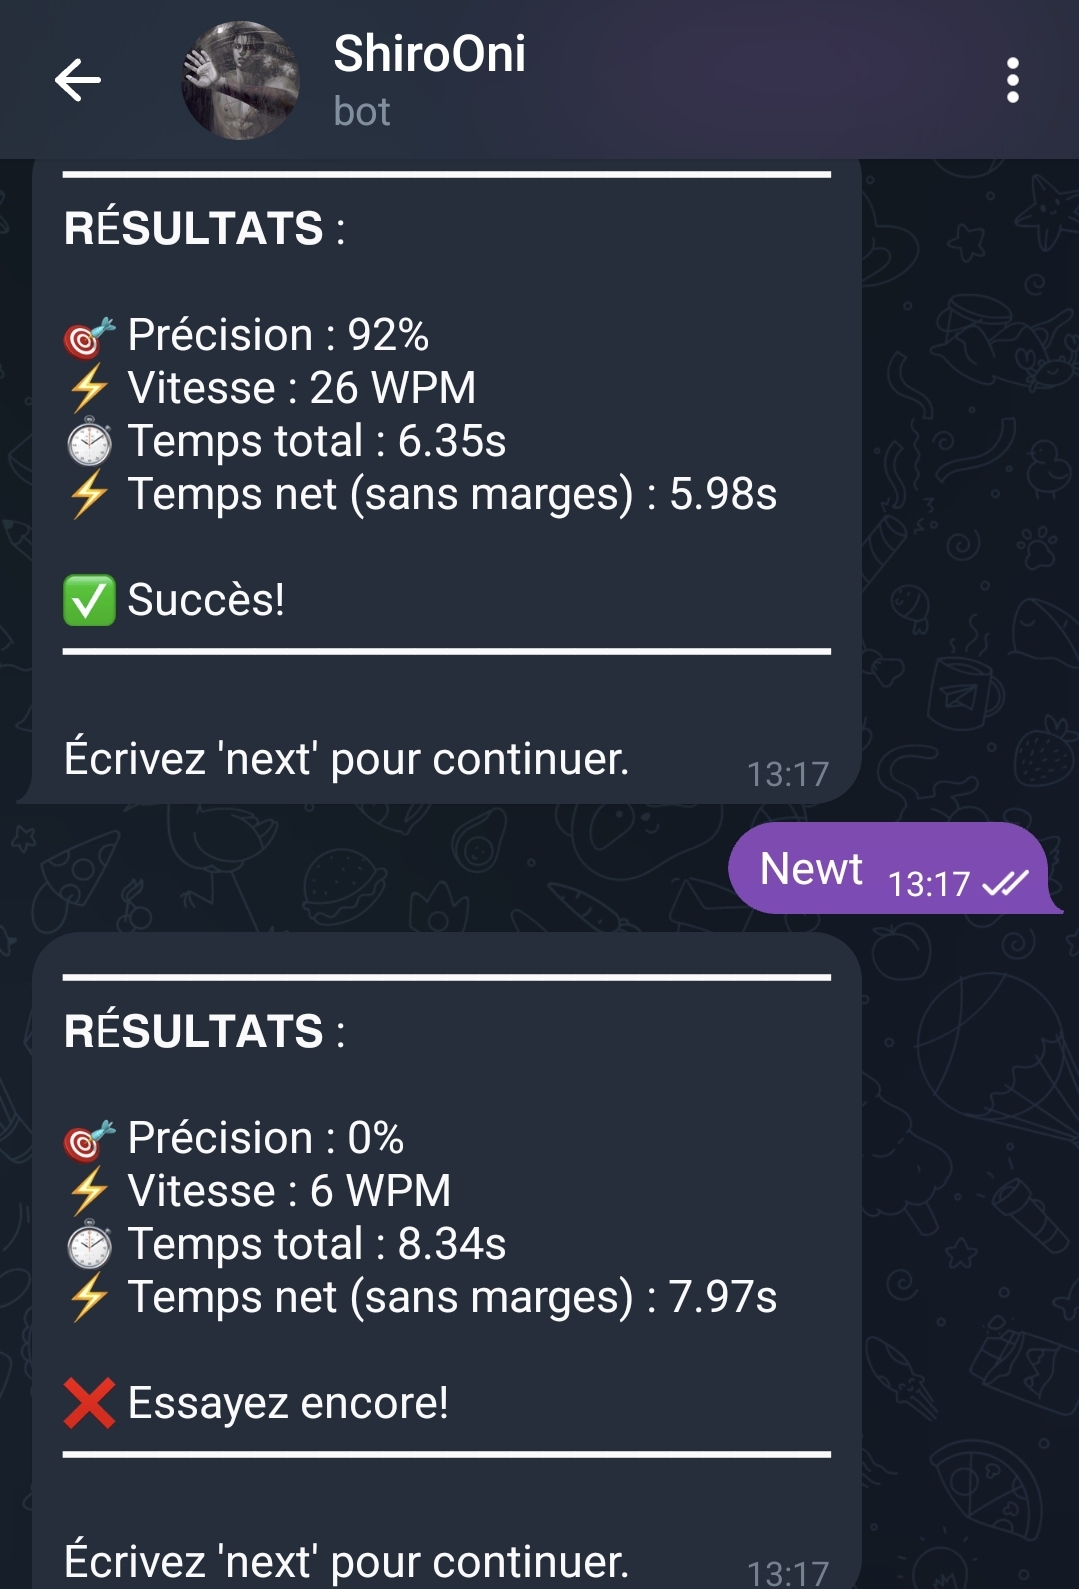 ShiroOni
bot
RÉSULTATS :
🎯 Précision : 92%
⚡ Vitesse : 26 WPM
⏱ Temps total : 6.35s
⚡ Temps net (sans marges) : 5.98s
✅ Succès!
Écrivez 'next' pour continuer.
13:17
Newt 13:17
RÉSULTATS :
🎯 Précision : 0%
⚡ Vitesse : 6 WPM
⏱ Temps total : 8.34s
⚡ Temps net (sans marges) : 7.97s
❌ Essayez encore!
Écrivez 'next' pour continuer.
13:17